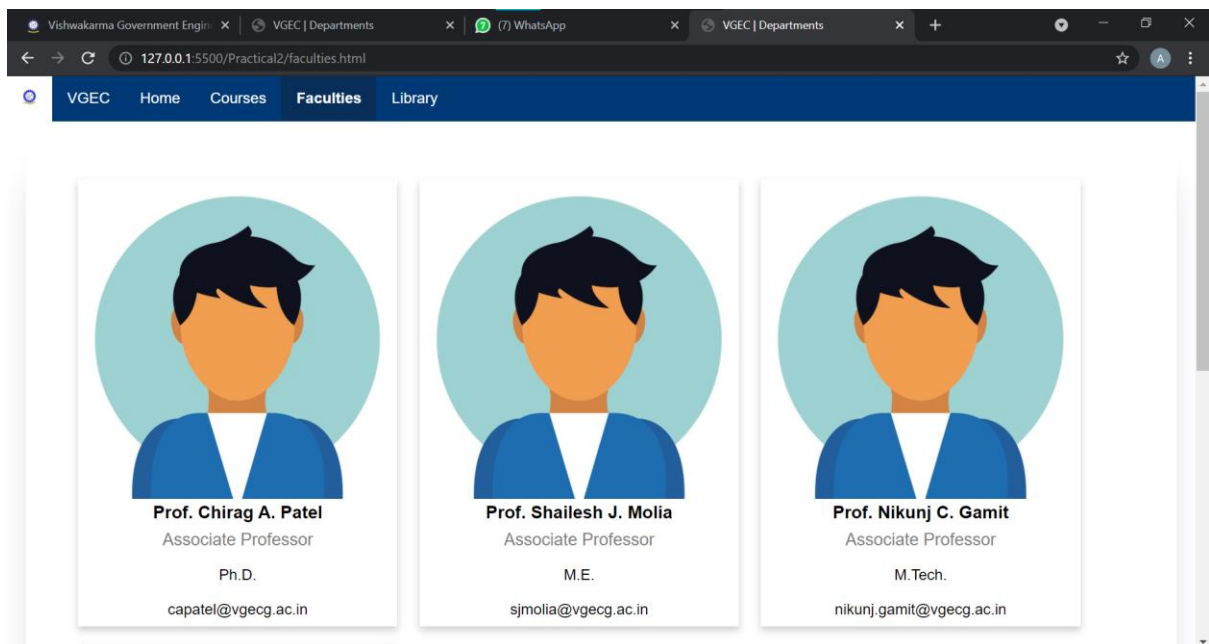 Vishwakarma Government Engin
VGEC | Departments
(7) WhatsApp
VGEC | Departments
127.0.0.1:5500/Practical2/faculties.html
A
VGEC Home Courses Faculties Library
Prof. Chirag A. Patel
Associate Professor
Ph.D.
capatel@vgecg.ac.in
Prof. Shailesh J. Molia
Associate Professor
M.E.
sjmolia@vgecg.ac.in
Prof. Nikunj C. Gamit
Associate Professor
M.Tech.
nikunj.gamit@vgecg.ac.in